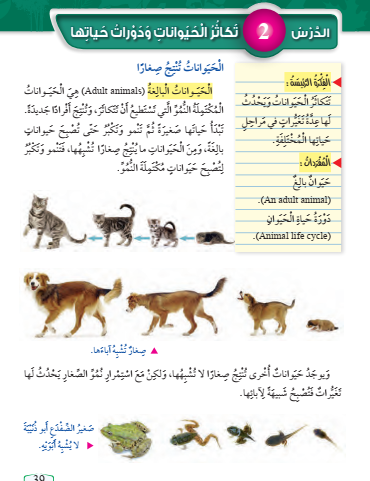 الدَّرْسُ 2 تَكاثُرُ الْحَيَواناتِ وَدَوْراتُ حَياتِها
الْفِكْرَةُ الرَّئيسَةُ:
تَتَكاثَرُ الْحَيَواناتُ وَيَحْدُثُ
لَها عِدَّةُ تَغَيُّراتٍ في مَراحِلِ
حَياتِها الْمُخْتَلِفَةِ.
الْمُفْرَداتُ:
حَيَوانٌ بالِغٌ
(An adult animal).
دَوْرَةُ حَياةِ الْحَيَوانِ
(Animal life cycle).
الْحَيَواناتُ تُنْتِجُ صِغارًا
الْحَيَواناتُ الْبالِغَةُ (Adult animals) هِيَ الْحَيَواناتُ
الْمُكْتَمِلَةُ النُّمُوِّ الَّتي تَسْتَطيعُ أَنْ تَتَكاثَرَ، وَتُنْتِجَ أَفْرادًا جَديدَةً.
تَبْدَأُ حَياتَها صَغيرَةً ثُمَّ تَنْمو وَتَكْبُرُ حَتّى تُصْبِحَ حَيَواناتٍ
بالِغَةً، وَمِنَ الْحَيَواناتِ ما يُنْتِجُ صِغارًا تُشْبِهُها، فَتَنْمو وَتَكْبُرُ
لِتُصْبِحَ حَيَواناتٍ مُكْتَمِلَةَ النُّمُوِّ.
صِغارٌ تُشْبِهُ آباءَها.
وَيوجَدُ حَيَواناتٌ أُخْرى تُنْتِجُ صِغارًا لا تُشْبِهُها، وَلكِنْ مَعَ اسْتِمْرارِ نُمُوِّ الصِّغارِ يَحْدُثُ لَها
تَغَيُّراتٌ فَتُصْبِحُ شَبيهَةً لِآبائِها.
صَغيرُ الضِّفْدَعِ أَبو ذُنَيْبَةَ
لا يُشْبِهُ أَبَوَيْهِ.
39